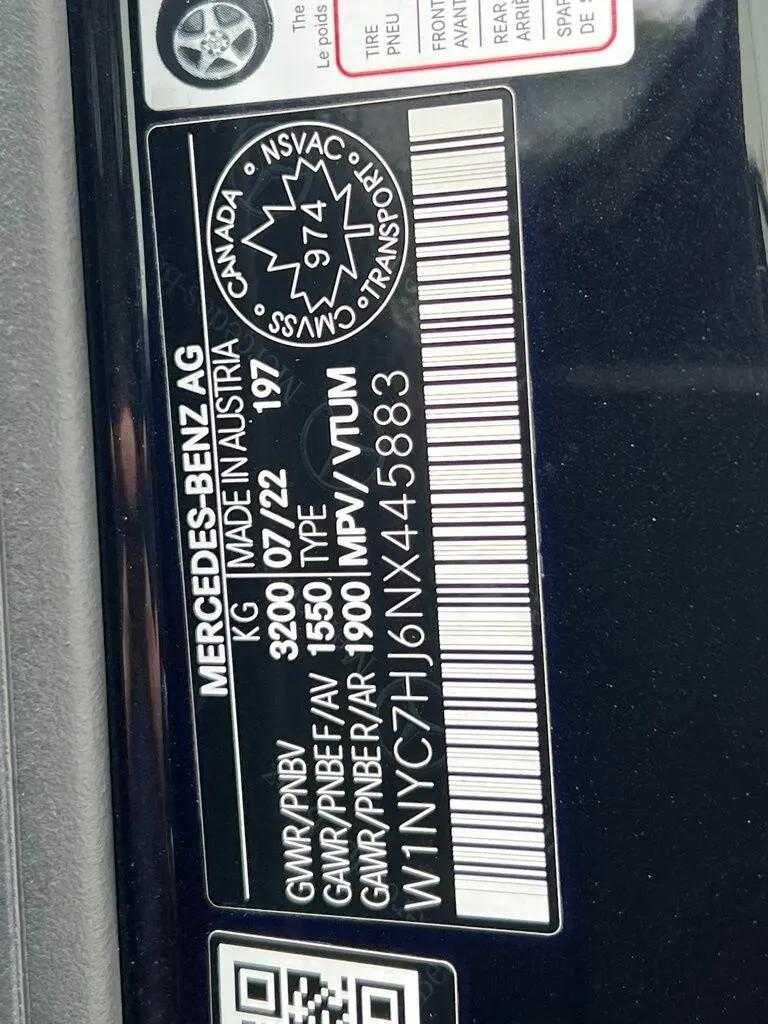 The
Le poids
TIRE
PNEU
FRONT
AVANT
REAR
ARRIÈ
SPAR
DE S
MERCEDES-BENZ AG
KG MADE IN AUSTRIA
GVWR/PNBV 3200 07/22 197
GAWR/PNBE F/AV 1550 TYPE
GAWR/PNBE R/AR 1900 MPV/VTUM
W1NYC7HJ6NX445883
CANADA
NSVAC
TRANSPORT
CMVSS
974